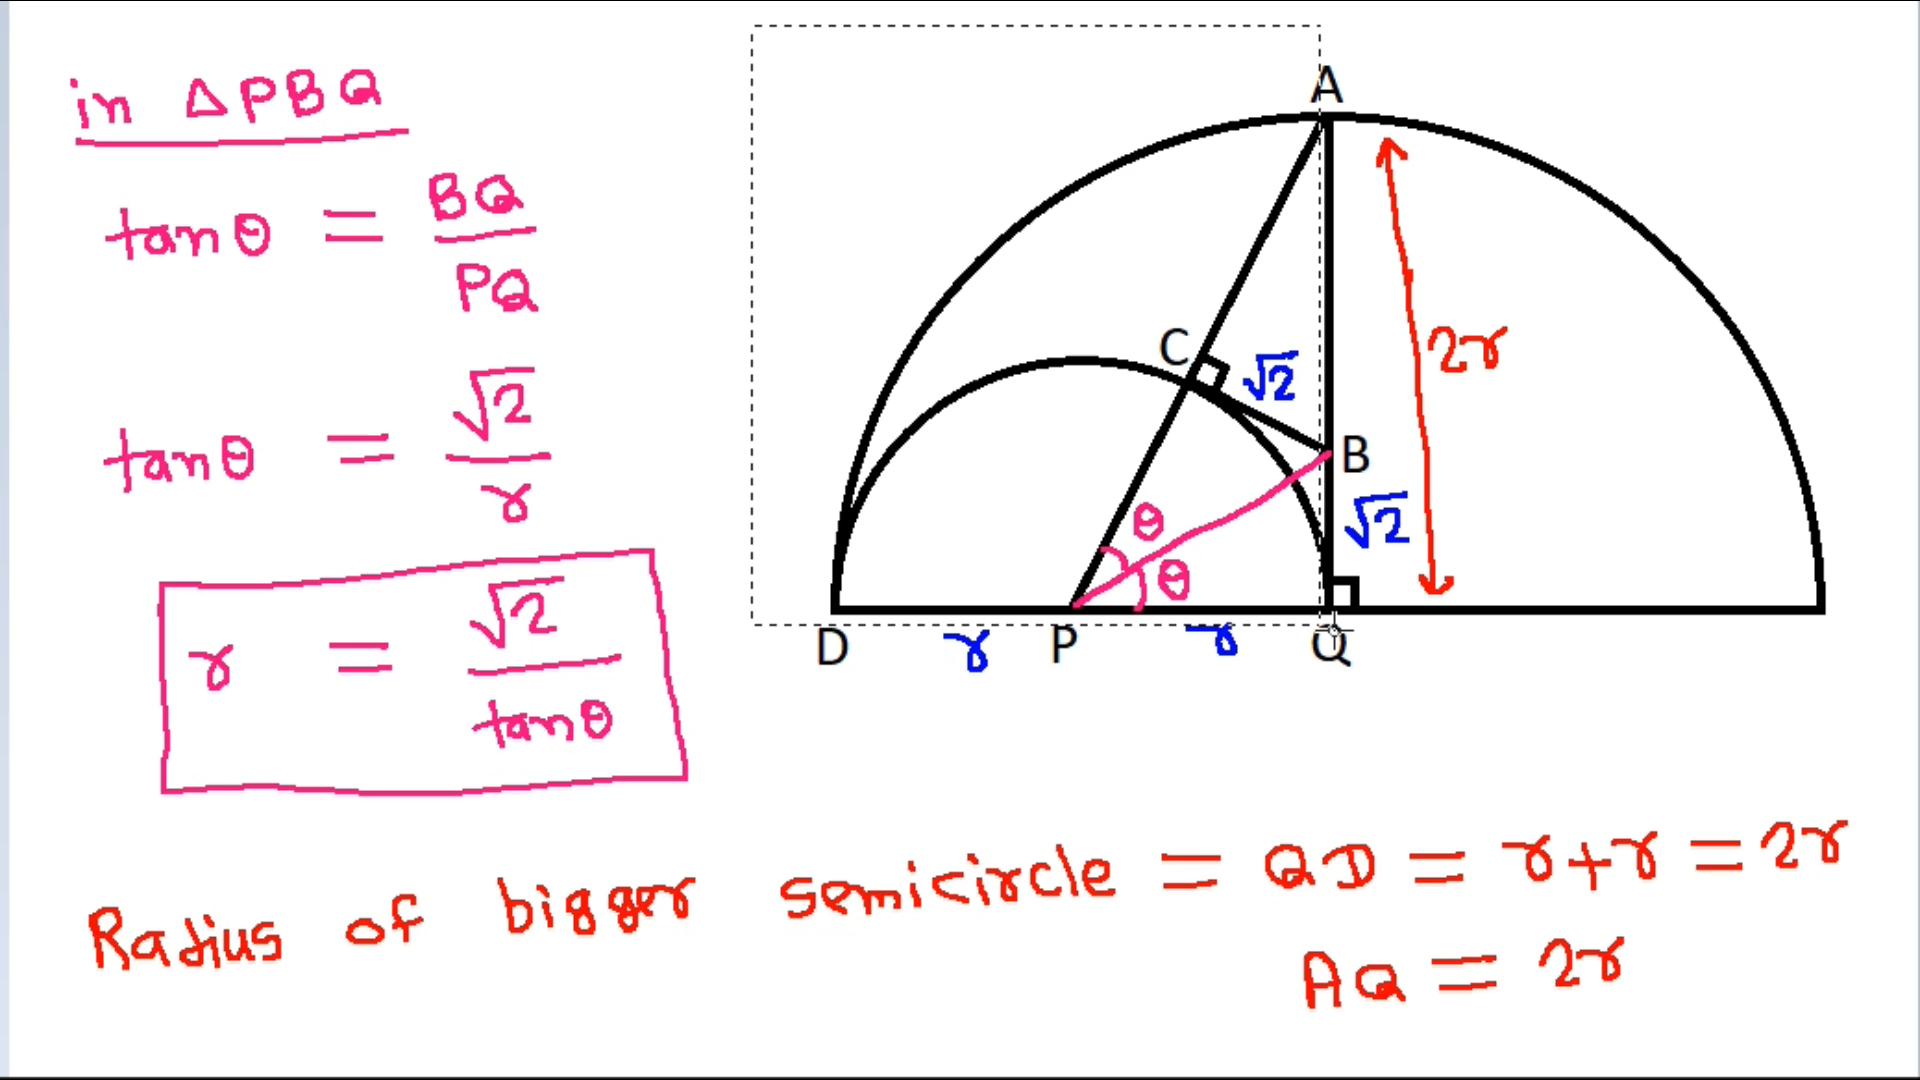 in △PBQ
tanθ = BQ/PQ
tanθ = √2/r
r = √2/tanθ
A
C
√2
2r
B
√2
θ
θ
D
r
P
r
Q
Radius of bigger semicircle = QD = r+r = 2r
AQ = 2r